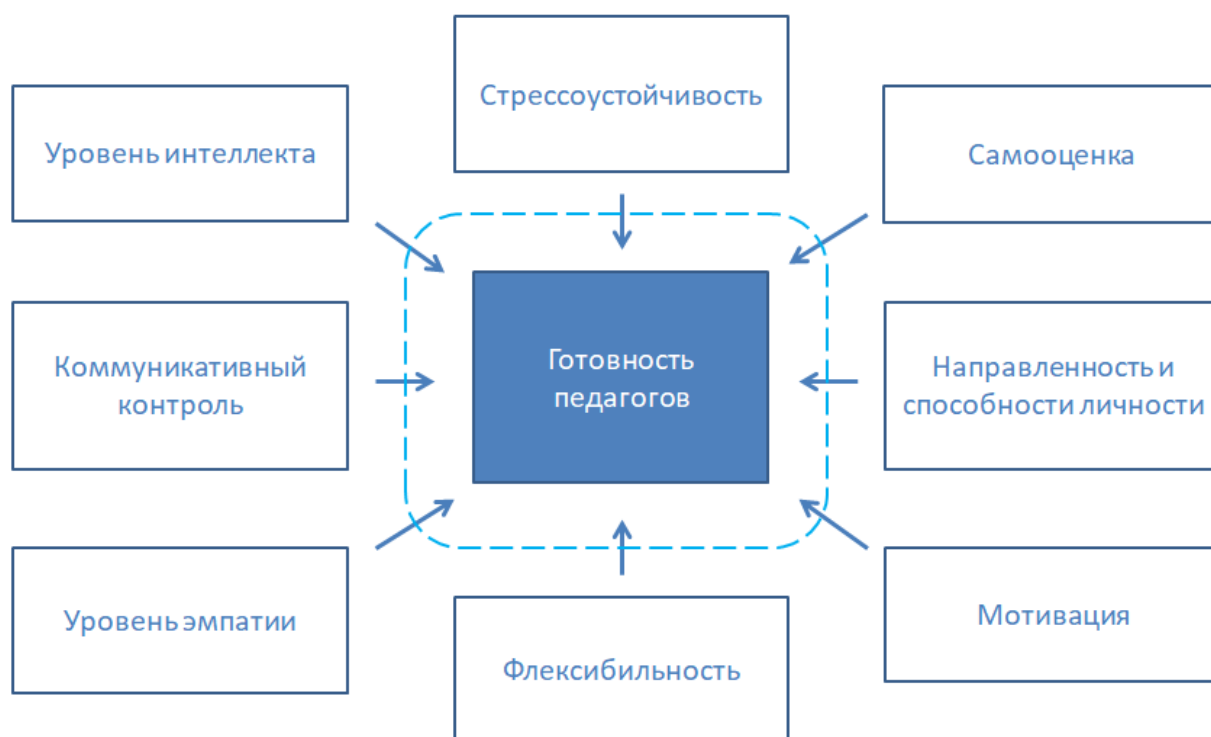 Стрессоустойчивость
Уровень интеллекта
Самооценка
Коммуникативный
контроль
Готовность
педагогов
Направленность и
способности личности
Уровень эмпатии
Флексибильность
Мотивация